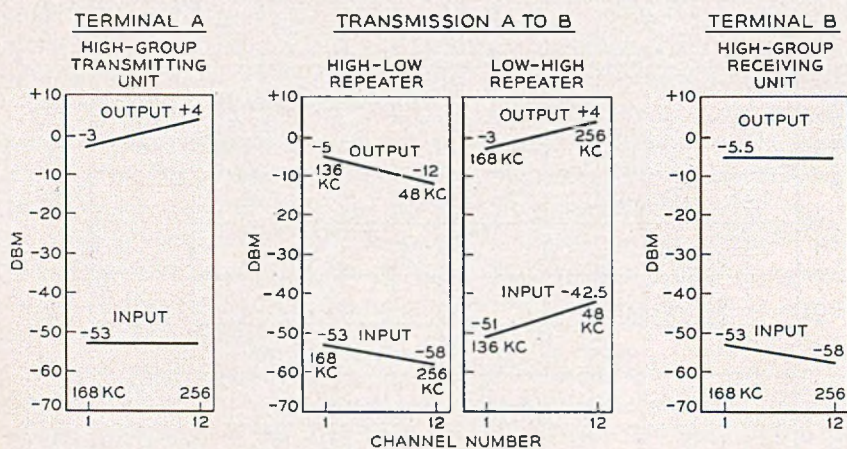 TERMINAL A
HIGH-GROUP
TRANSMITTING
UNIT
+10
0
-10
-20
-30
-40
-50
-60
-70
DBM
OUTPUT +4
-3
INPUT
-53
168 KC 256
1 12
TRANSMISSION A TO B
HIGH-LOW
REPEATER
+10
0
-10
-20
-30
-40
-50
-60
-70
DBM
-5
OUTPUT
136
KC
-12
48 KC
INPUT
-53
168
KC
-58
256
KC
1 12
LOW-HIGH
REPEATER
OUTPUT +4
-3
168 KC
256
KC
INPUT -42.5
-51
136 KC
48
KC
1 12
CHANNEL NUMBER
TERMINAL B
HIGH-GROUP
RECEIVING
UNIT
+10
0
-10
-20
-30
-40
-50
-60
-70
DBM
OUTPUT
-5.5
INPUT
-53
-58
168 KC 256
1 12